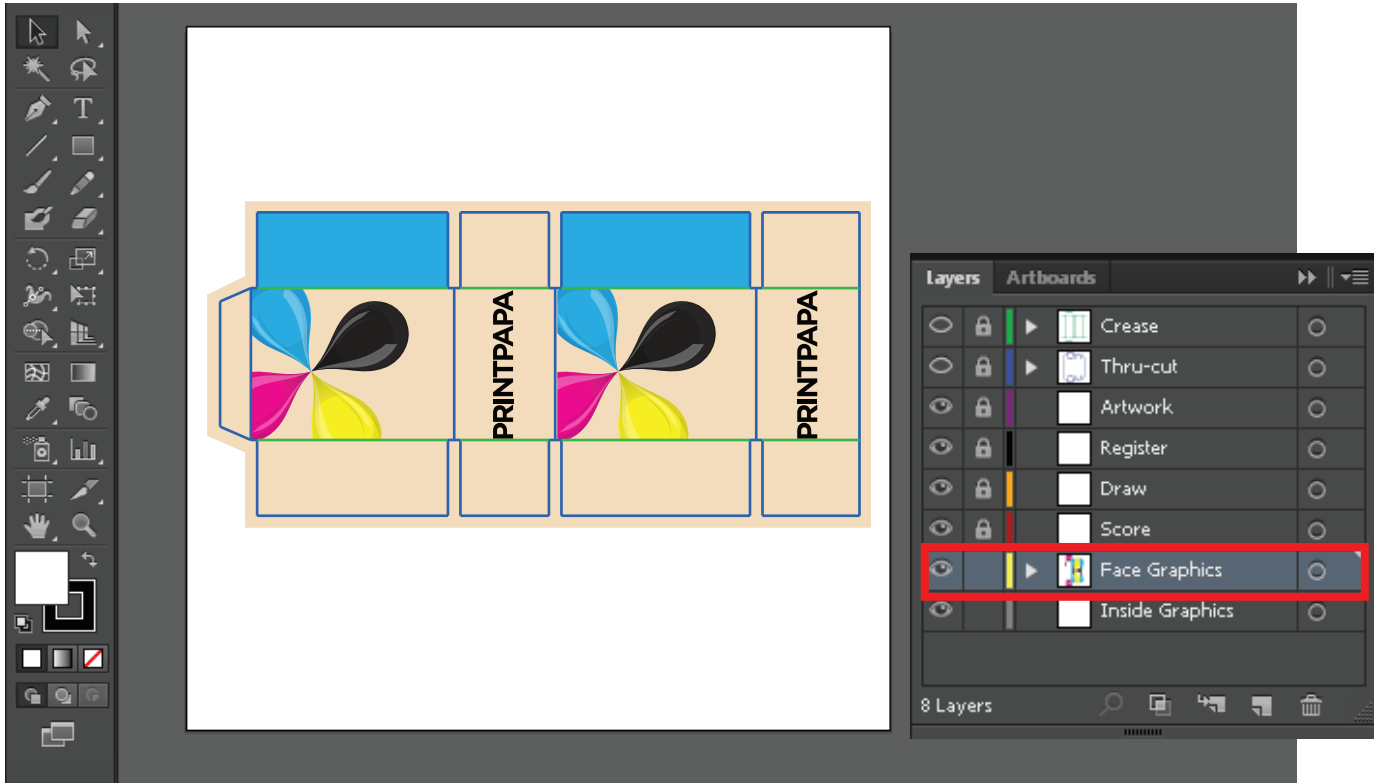 PRINTPAPA
PRINTPAPA
Layers Artboards
Crease
Thru-cut
Artwork
Register
Draw
Score
Face Graphics
Inside Graphics
8 Layers